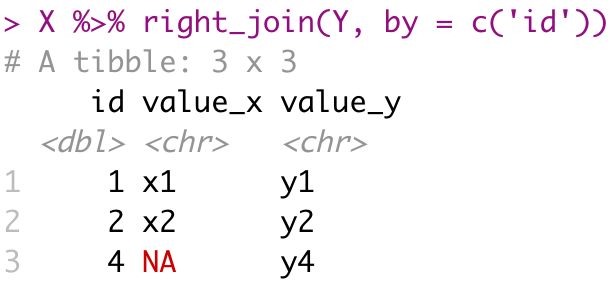 > X %>% right_join(Y, by = c('id'))
# A tibble: 3 x 3
     id value_x value_y
  <dbl> <chr>   <chr>
1     1 x1      y1
2     2 x2      y2
3     4 NA      y4